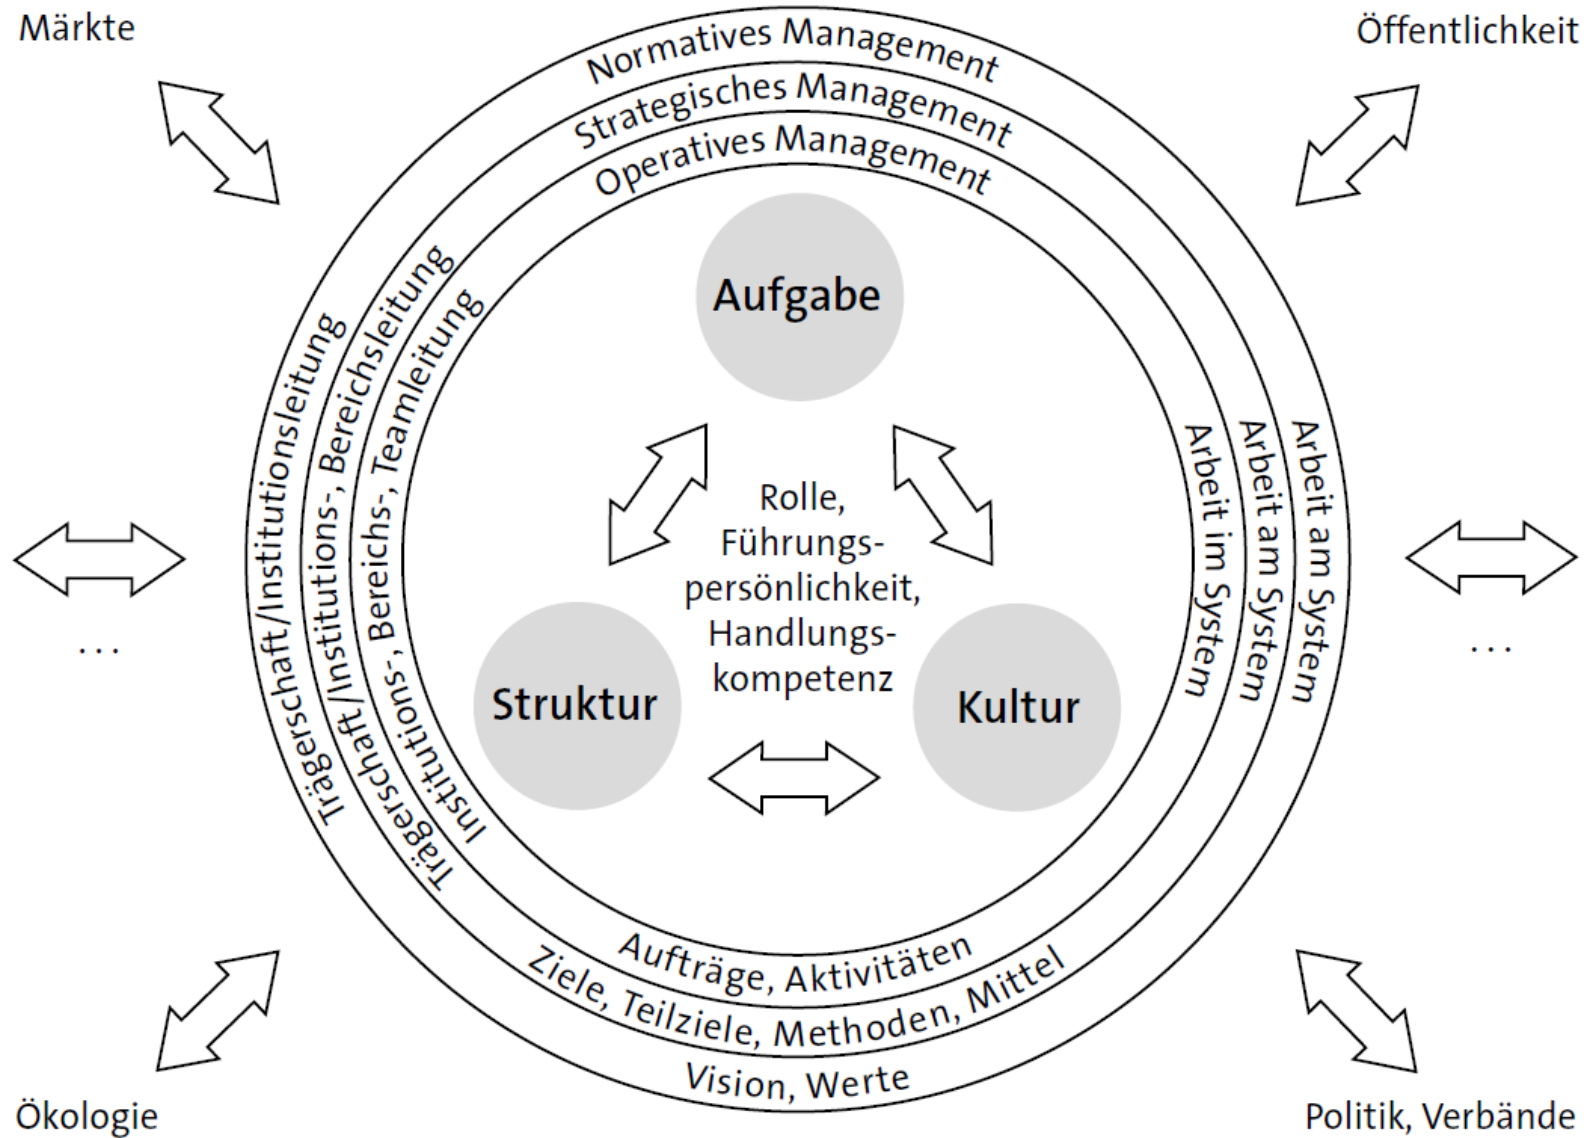 Märkte
Öffentlichkeit
Normatives Management
Strategisches Management
Operatives Management
Trägerschaft/Institutionsleitung
Trägerschaft/Institutions-, Bereichsleitung
Institutions-, Bereichs-, Teamleitung
Aufgabe
Arbeit im System
Arbeit am System
Arbeit am System
Rolle,
Führungs-
persönlichkeit,
Handlungs-
kompetenz
...
...
Struktur
Kultur
Aufträge, Aktivitäten
Ziele, Teilziele, Methoden, Mittel
Vision, Werte
Ökologie
Politik, Verbände